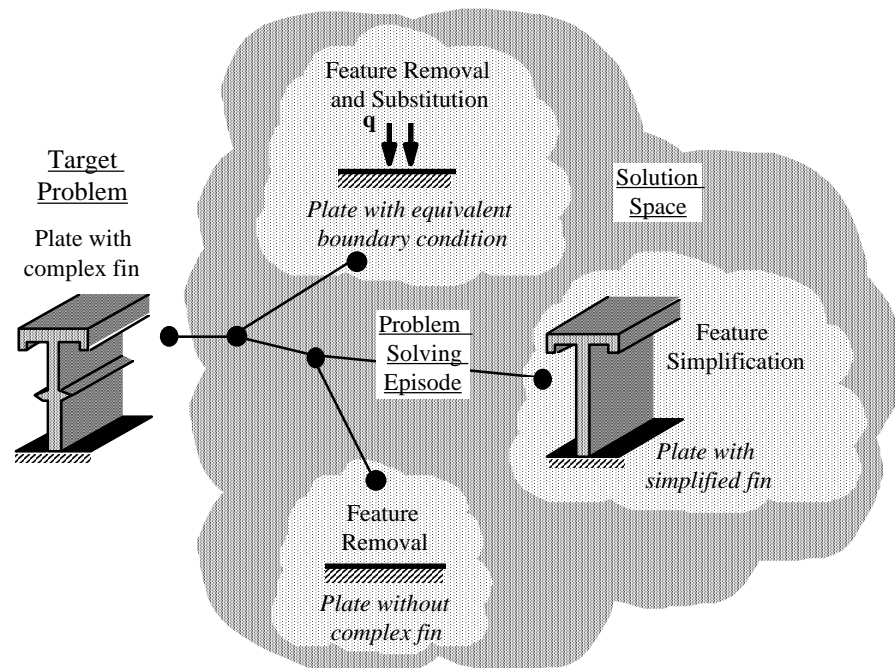 Target
Problem
Plate with
complex fin
Feature Removal
and Substitution
q
Plate with equivalent
boundary condition
Solution
Space
Problem
Solving
Episode
Feature
Simplification
Plate with
simplified fin
Feature
Removal
Plate without
complex fin